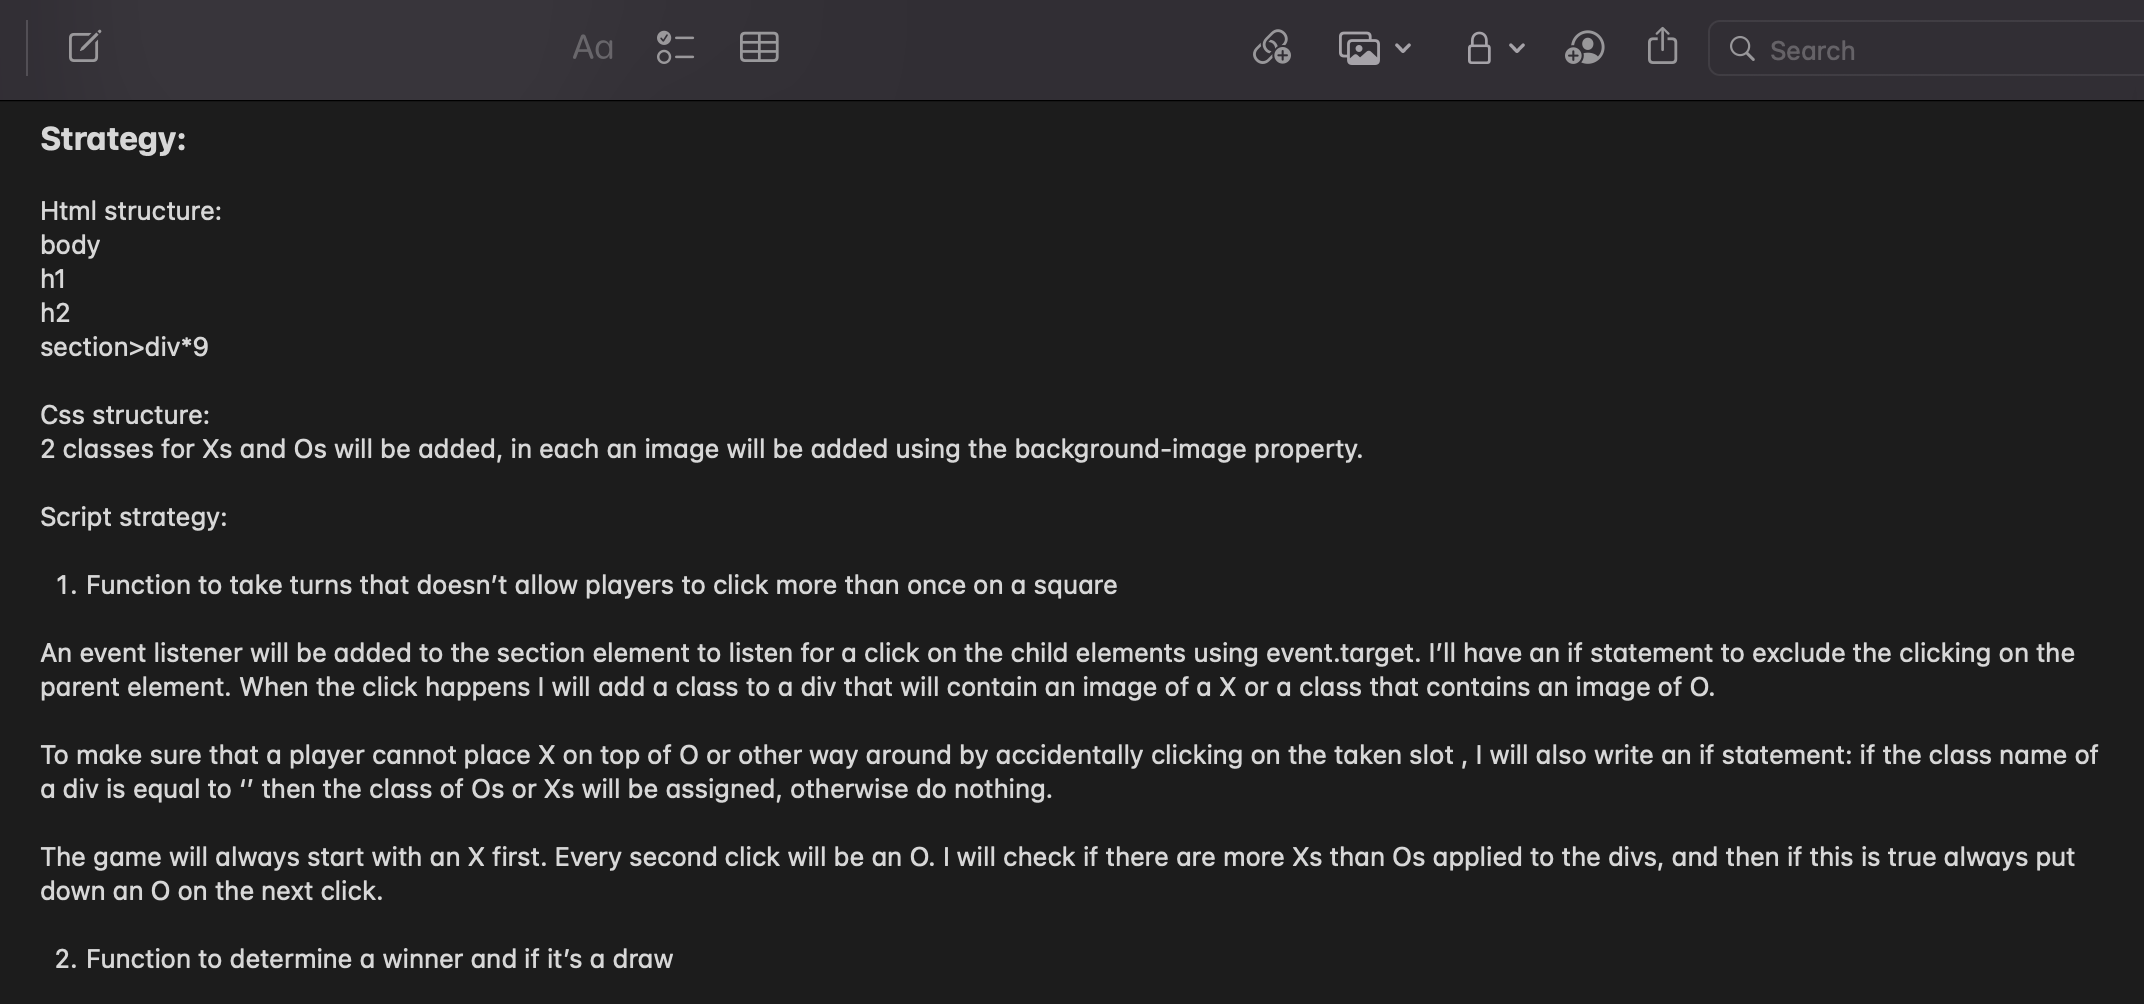 Aa
Search
Strategy:
Html structure:
body
h1
h2
section>div*9
Css structure:
2 classes for Xs and Os will be added, in each an image will be added using the background-image property.
Script strategy:
1. Function to take turns that doesn’t allow players to click more than once on a square
An event listener will be added to the section element to listen for a click on the child elements using event.target. I’ll have an if statement to exclude the clicking on the
parent element. When the click happens I will add a class to a div that will contain an image of a X or a class that contains an image of O.
To make sure that a player cannot place X on top of O or other way around by accidentally clicking on the taken slot , I will also write an if statement: if the class name of
a div is equal to ‘’ then the class of Os or Xs will be assigned, otherwise do nothing.
The game will always start with an X first. Every second click will be an O. I will check if there are more Xs than Os applied to the divs, and then if this is true always put
down an O on the next click.
2. Function to determine a winner and if it’s a draw